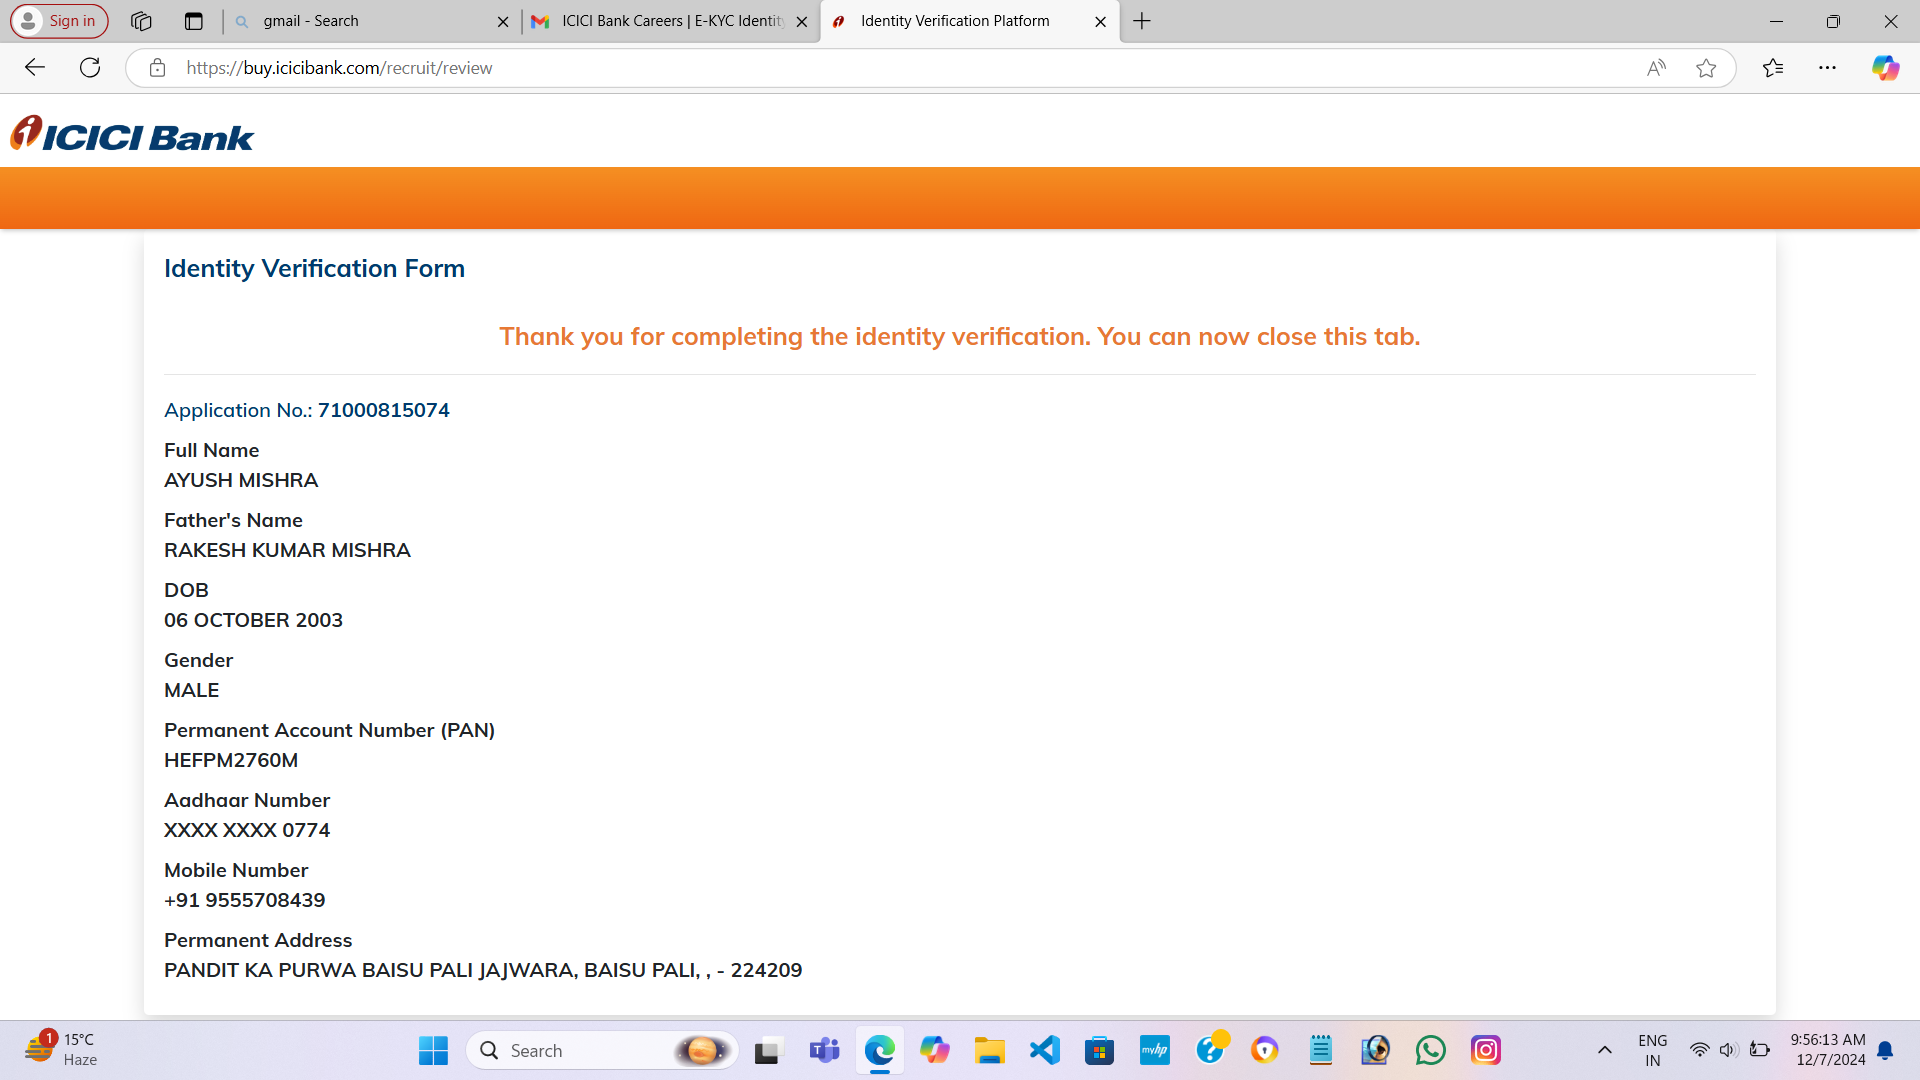 Sign in
gmail - Search
ICICI Bank Careers | E-KYC Identity
Identity Verification Platform
https://buy.icicibank.com/recruit/review
ICICI Bank
Identity Verification Form
Thank you for completing the identity verification. You can now close this tab.
Application No.: 71000815074
Full Name
AYUSH MISHRA
Father's Name
RAKESH KUMAR MISHRA
DOB
06 OCTOBER 2003
Gender
MALE
Permanent Account Number (PAN)
HEFPM2760M
Aadhaar Number
XXXX XXXX 0774
Mobile Number
+91 9555708439
Permanent Address
PANDIT KA PURWA BAISU PALI JAJWARA, BAISU PALI, , - 224209
1
15°C
Haze
Search
myhp
ENG
IN
9:56:13 AM
12/7/2024